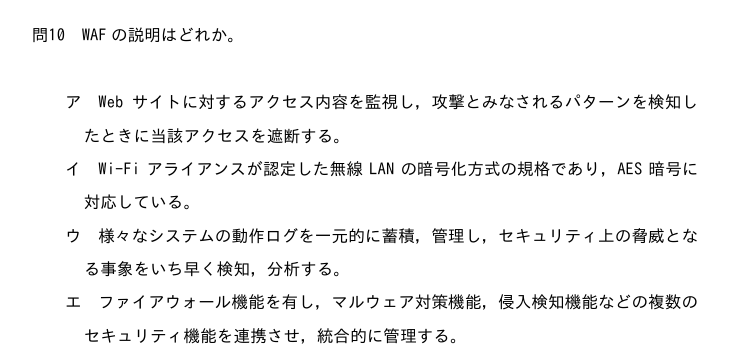 問10　WAF の説明はどれか。
ア　Web サイトに対するアクセス内容を監視し，攻撃とみなされるパターンを検知し
たときに当該アクセスを遮断する。
イ　Wi-Fi アライアンスが認定した無線 LAN の暗号化方式の規格であり，AES 暗号に
対応している。
ウ　様々なシステムの動作ログを一元的に蓄積，管理し，セキュリティ上の脅威とな
る事象をいち早く検知，分析する。
エ　ファイアウォール機能を有し，マルウェア対策機能，侵入検知機能などの複数の
セキュリティ機能を連携させ，統合的に管理する。